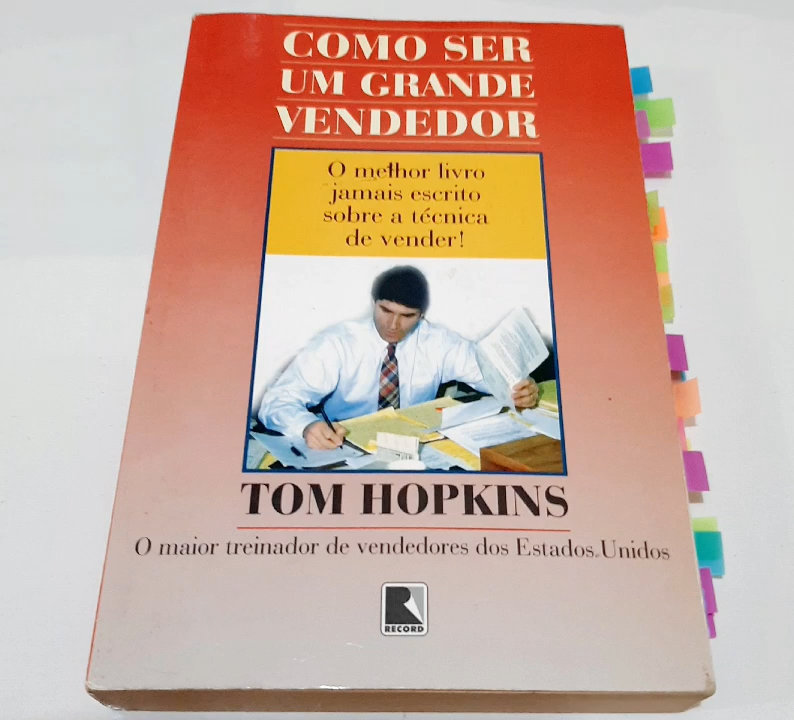 COMO SER
UM GRANDE
VENDEDOR
O melhor livro
jamais escrito
sobre a técnica
de vender!
TOM HOPKINS
O maior treinador de vendedores dos Estados Unidos
R
RECORD